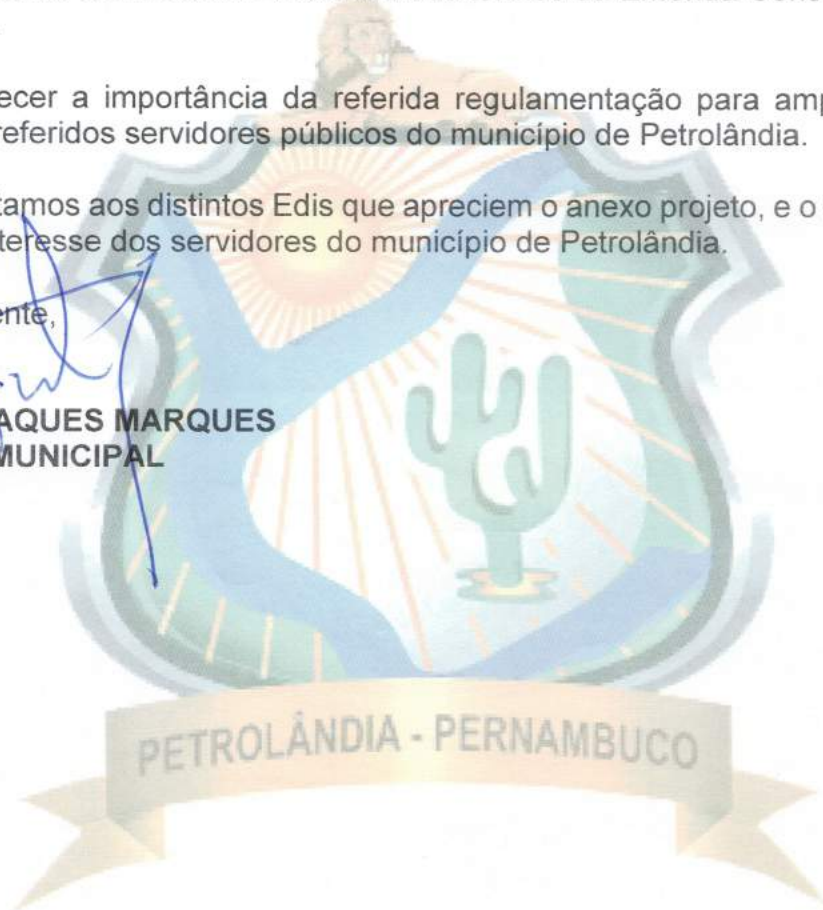 ecer a importância da referida regulamentação para amp
referidos servidores públicos do município de Petrolândia.
tamos aos distintos Edis que apreciem o anexo projeto, e o
teresse dos servidores do município de Petrolândia.
ente,
AQUES MARQUES
MUNICIPAL
PETROLÂNDIA - PERNAMBUCO